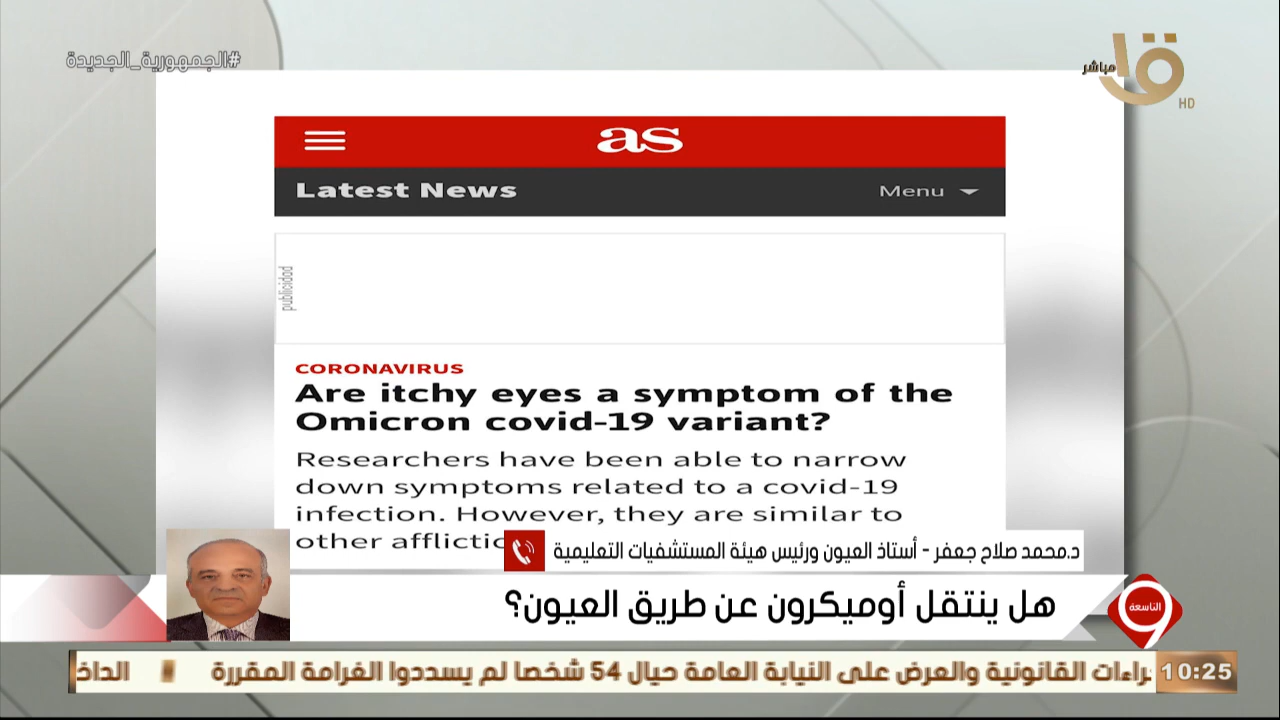 #الجمهورية_الجديدة
مباشر
HD
as
Latest News
Menu
publicidad
CORONAVIRUS
Are itchy eyes a symptom of the
Omicron covid-19 variant?
Researchers have been able to narrow
down symptoms related to a covid-19
infection. However, they are similar to
other afflictio
د.محمد صلاح جعفر - أستاذ العيون ورئيس هيئة المستشفيات التعليمية
هل ينتقل أوميكرون عن طريق العيون؟
التاسعة
9
10:25
القانونية والعرض على النيابة العامة حيال 54 شخصا لم يسددوا الغرامة المقررة